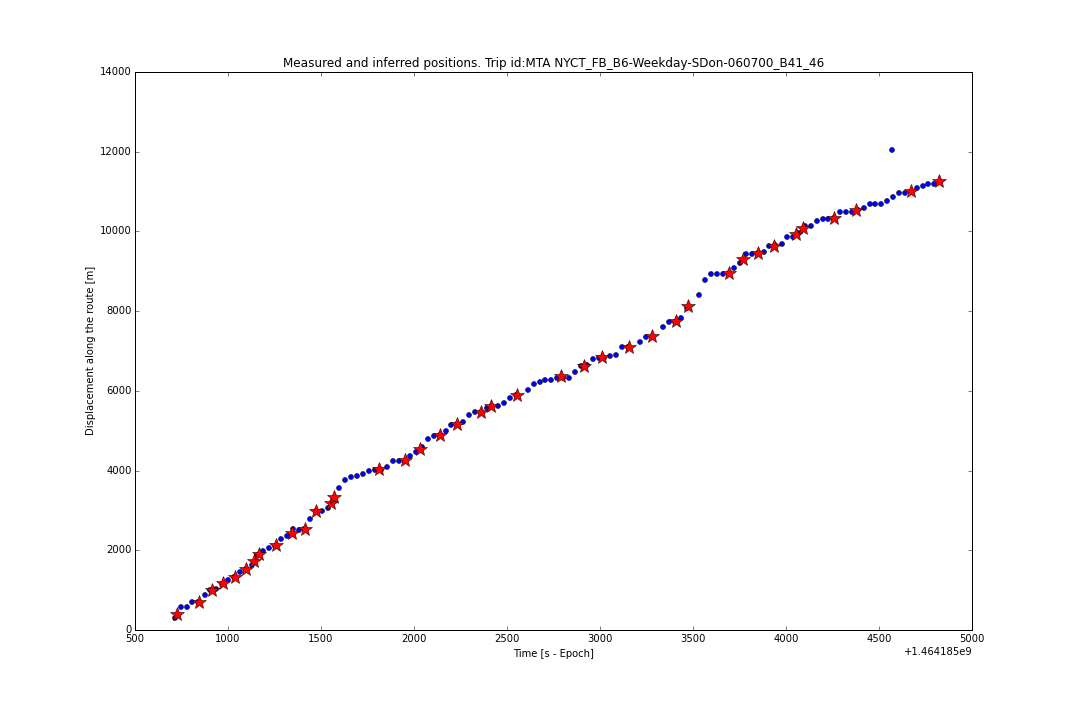 Measured and inferred positions. Trip id:MTA NYCT_FB_B6-Weekday-SDon-060700_B41_46
14000
12000
10000
8000
6000
4000
2000
0
Displacement along the route [m]
500 1000 1500 2000 2500 3000 3500 4000 4500 5000
Time [s - Epoch]
+1.464185e9